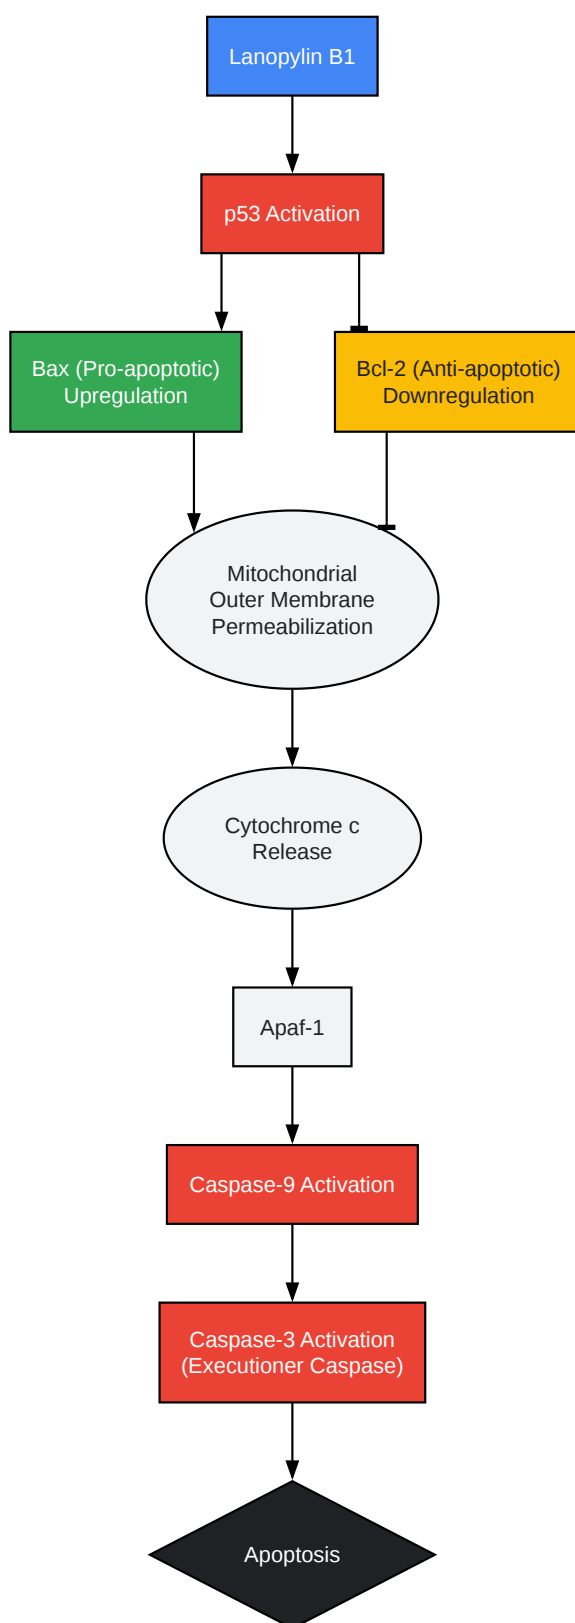 Lanopylin B1
p53 Activation
Bax (Pro-apoptotic)
Upregulation
Bcl-2 (Anti-apoptotic)
Downregulation
Mitochondrial
Outer Membrane
Permeabilization
Cytochrome c
Release
Apaf-1
Caspase-9 Activation
Caspase-3 Activation
(Executioner Caspase)
Apoptosis